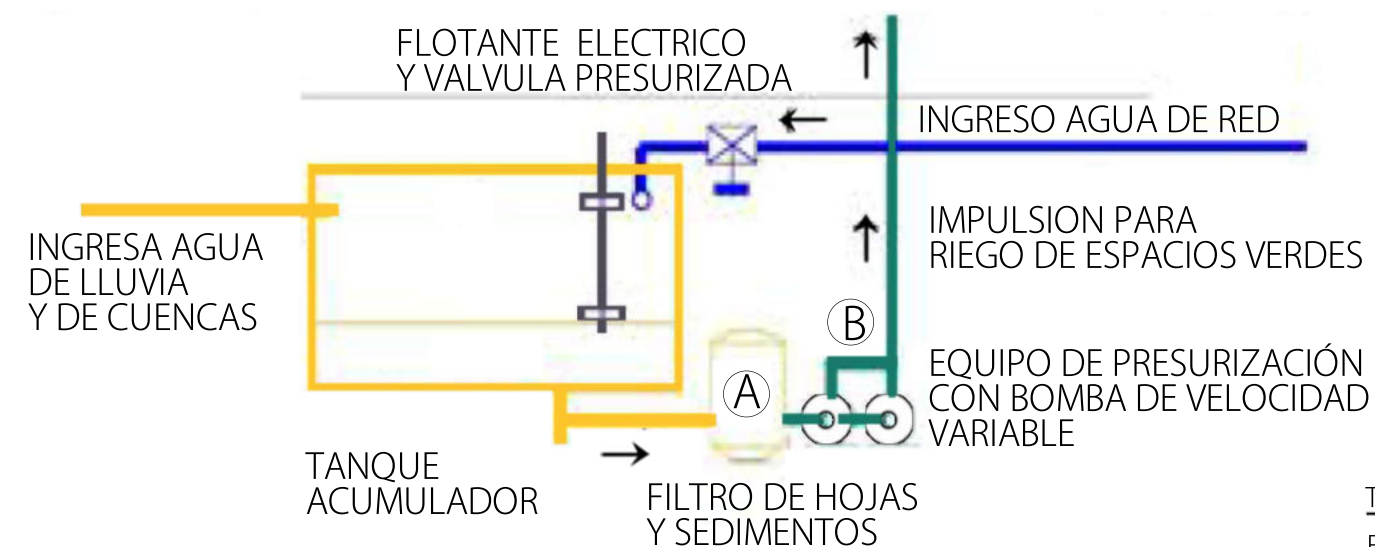 FLOTANTE ELECTRICO
Y VALVULA PRESURIZADA
INGRESO AGUA DE RED
INGRESA AGUA
DE LLUVIA
Y DE CUENCAS
IMPULSION PARA
RIEGO DE ESPACIOS VERDES
B
EQUIPO DE PRESURIZACIÓN
CON BOMBA DE VELOCIDAD
VARIABLE
A
TANQUE
ACUMULADOR
FILTRO DE HOJAS
Y SEDIMENTOS